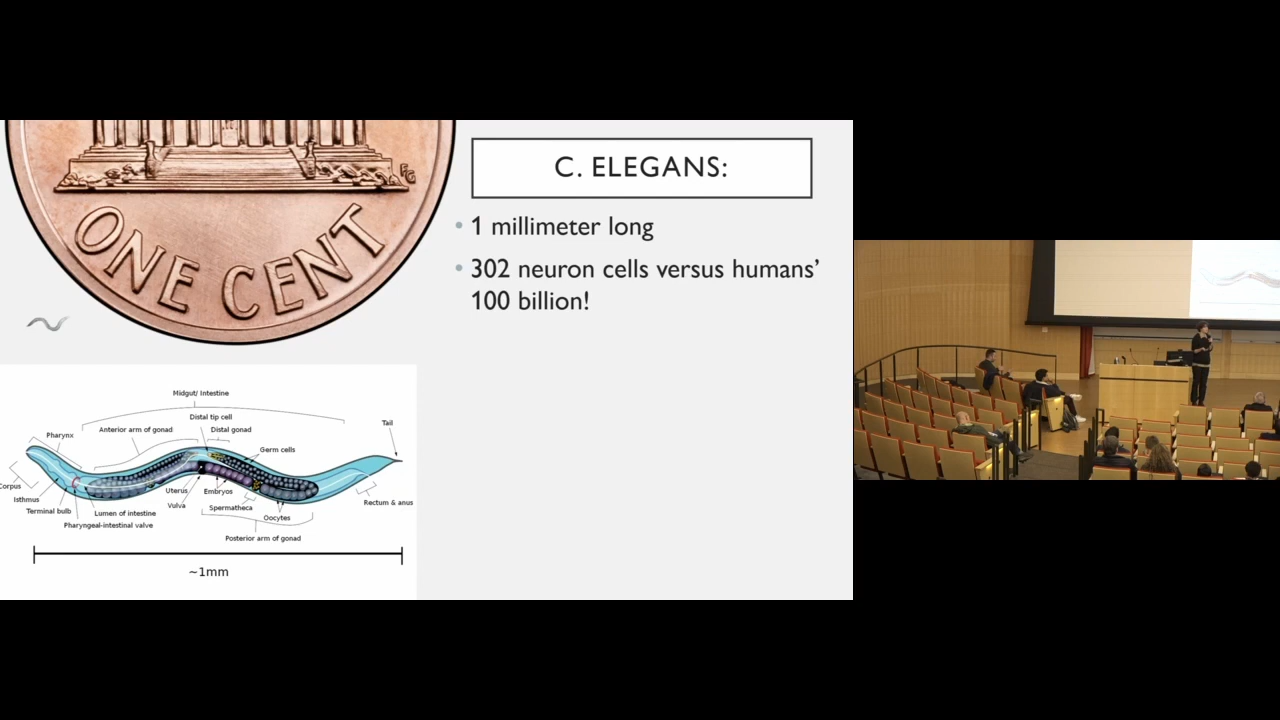 FG
ONE CENT
C. ELEGANS:
• 1 millimeter long
• 302 neuron cells versus humans’
100 billion!
Midgut/ Intestine
Distal tip cell
Anterior arm of gonad
Distal gonad
Tail
Pharynx
Germ cells
Corpus
Isthmus
Uterus
Embryos
Vulva
Spermatheca
Rectum & anus
Terminal bulb
Lumen of intestine
Oocytes
Pharyngeal-intestinal valve
Posterior arm of gonad
~1mm